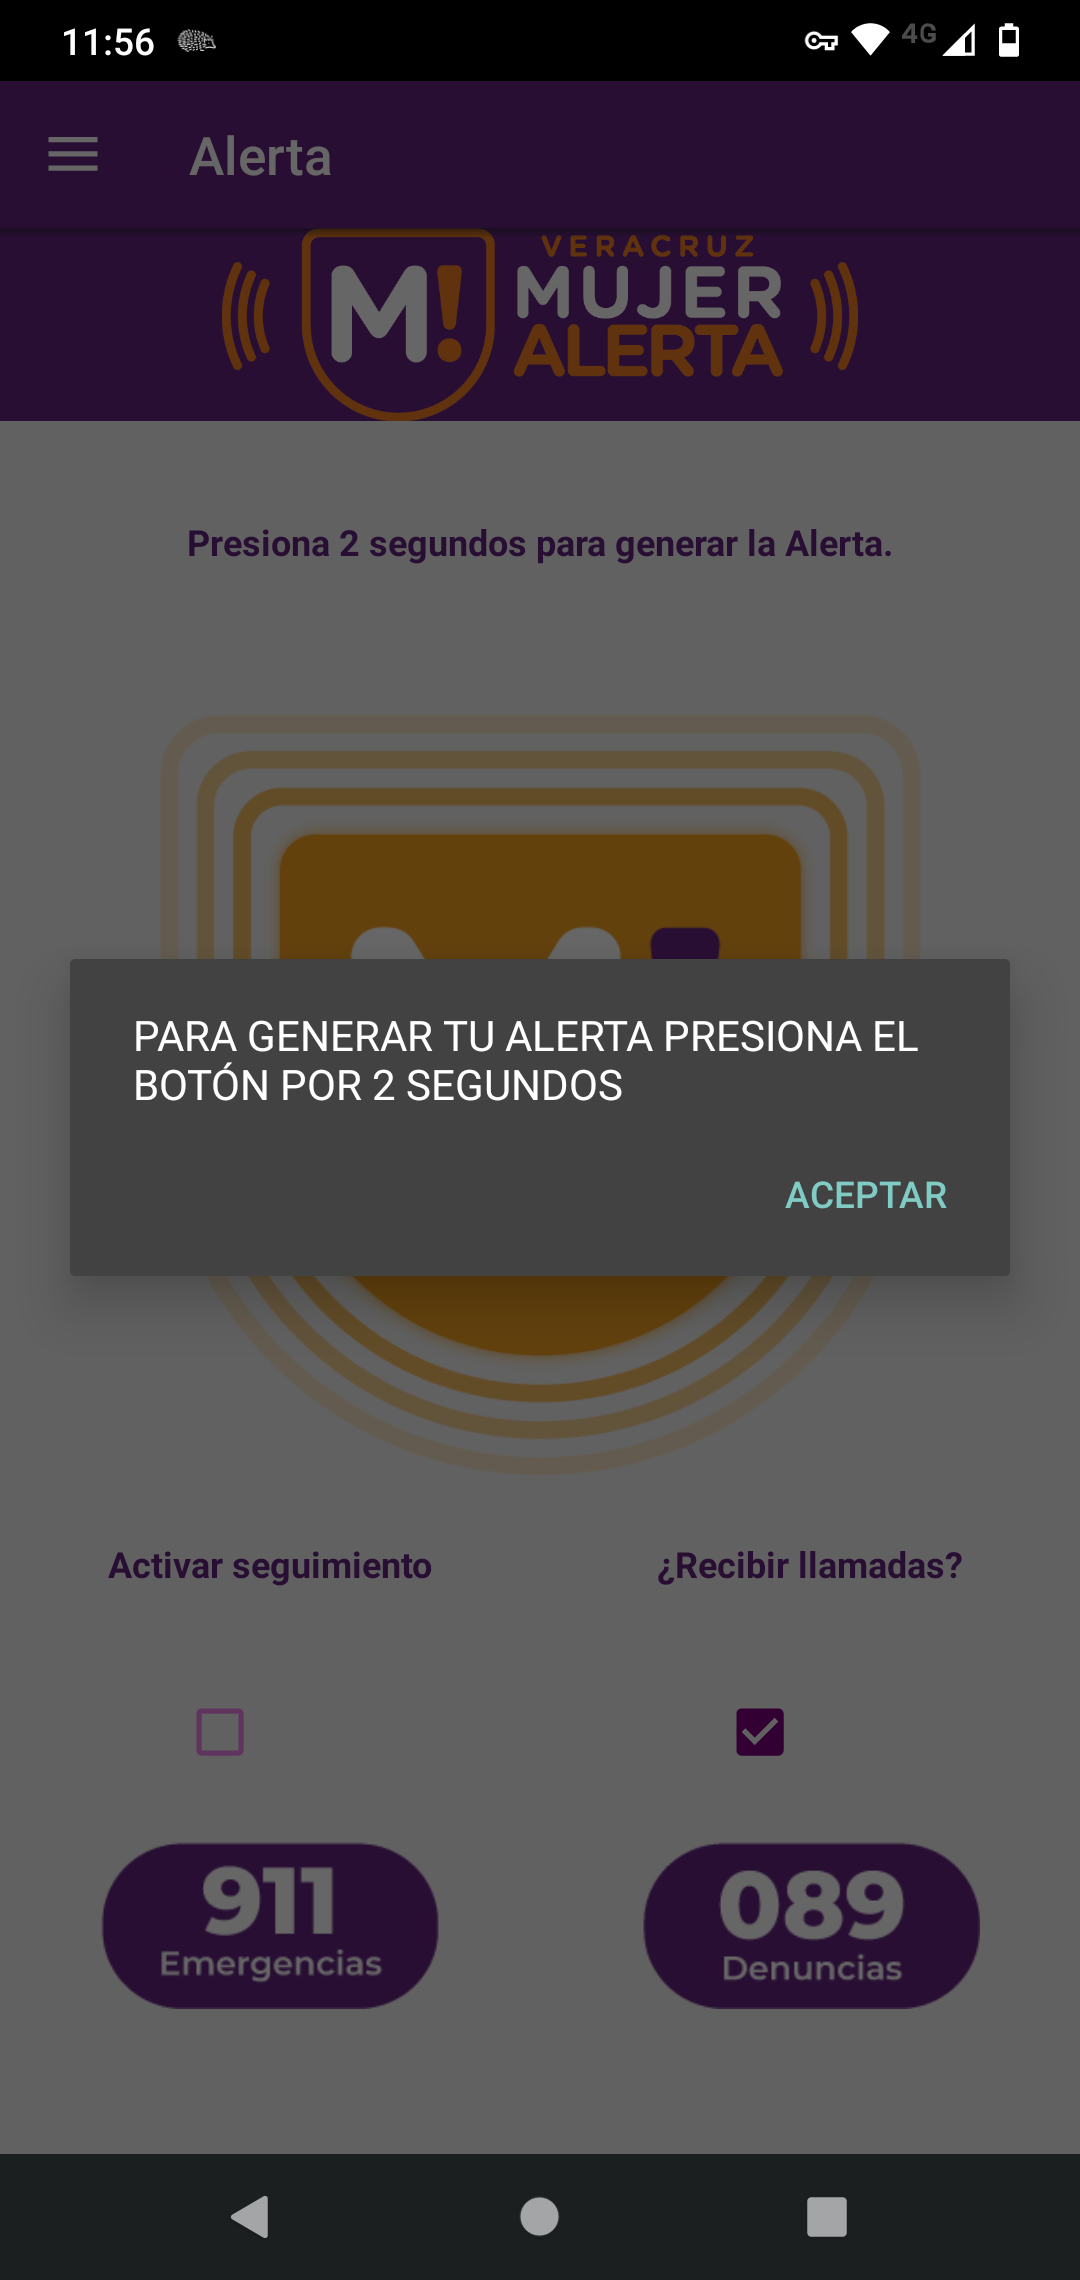 11:56
4G
Alerta
M!
VERACRUZ
MUJER
ALERTA
Presiona 2 segundos para generar la Alerta.
PARA GENERAR TU ALERTA PRESIONA EL
BOTÓN POR 2 SEGUNDOS
ACEPTAR
Activar seguimiento
¿Recibir llamadas?
911
Emergencias
089
Denuncias